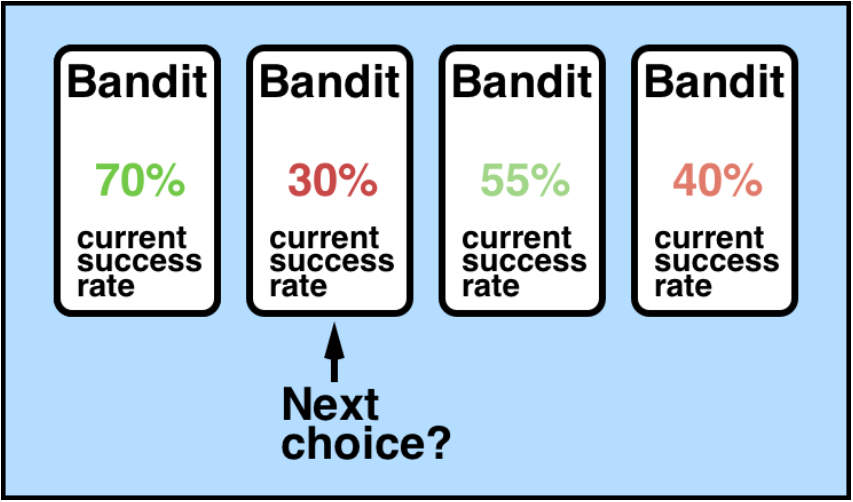 Bandit
70%
current
success
rate
Bandit
30%
current
success
rate
Bandit
55%
current
success
rate
Bandit
40%
current
success
rate
Next
choice?